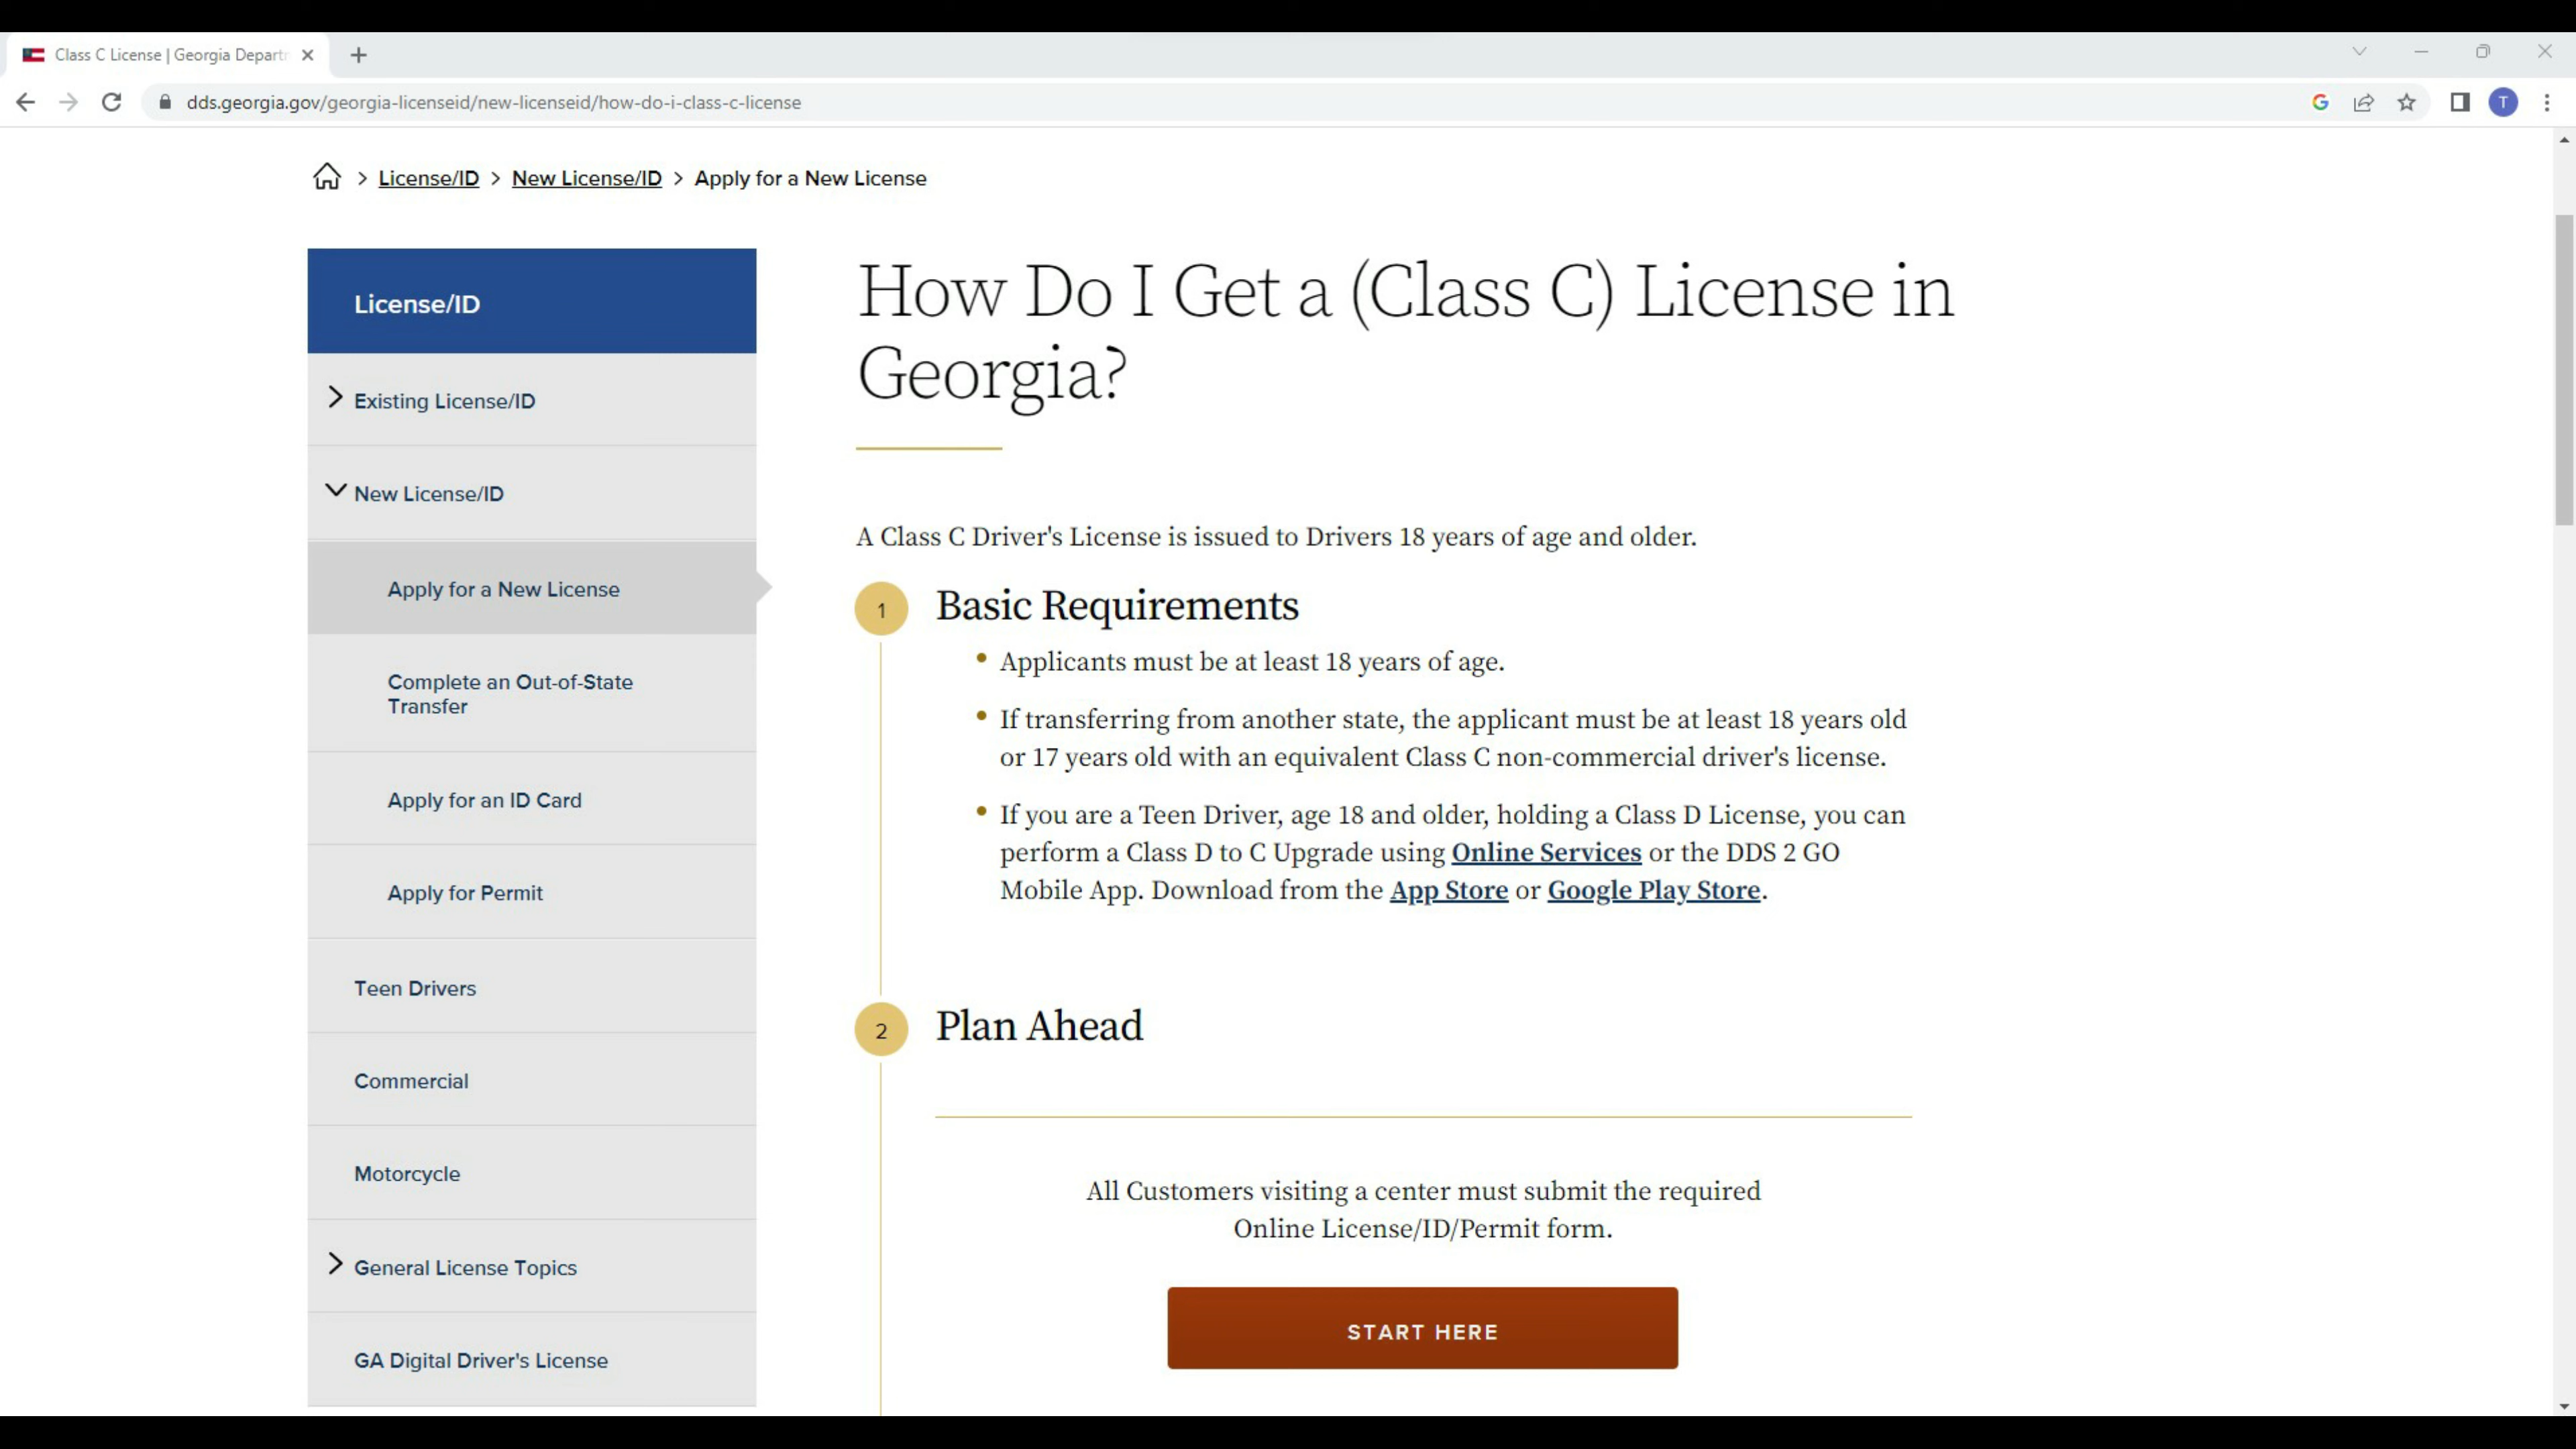 Class C License | Georgia Depart
dds.georgia.gov/georgia-licenseid/new-licenseid/how-do-i-class-c-license
G
T
> License/ID > New License/ID > Apply for a New License
License/ID
Existing License/ID
New License/ID
Apply for a New License
Complete an Out-of-State
Transfer
Apply for an ID Card
Apply for Permit
Teen Drivers
Commercial
Motorcycle
General License Topics
GA Digital Driver's License
How Do I Get a (Class C) License in
Georgia?
A Class C Driver's License is issued to Drivers 18 years of age and older.
1 Basic Requirements
• Applicants must be at least 18 years of age.
• If transferring from another state, the applicant must be at least 18 years old
or 17 years old with an equivalent Class C non-commercial driver's license.
• If you are a Teen Driver, age 18 and older, holding a Class D License, you can
perform a Class D to C Upgrade using Online Services or the DDS 2 GO
Mobile App. Download from the App Store or Google Play Store.
2 Plan Ahead
All Customers visiting a center must submit the required
Online License/ID/Permit form.
START HERE